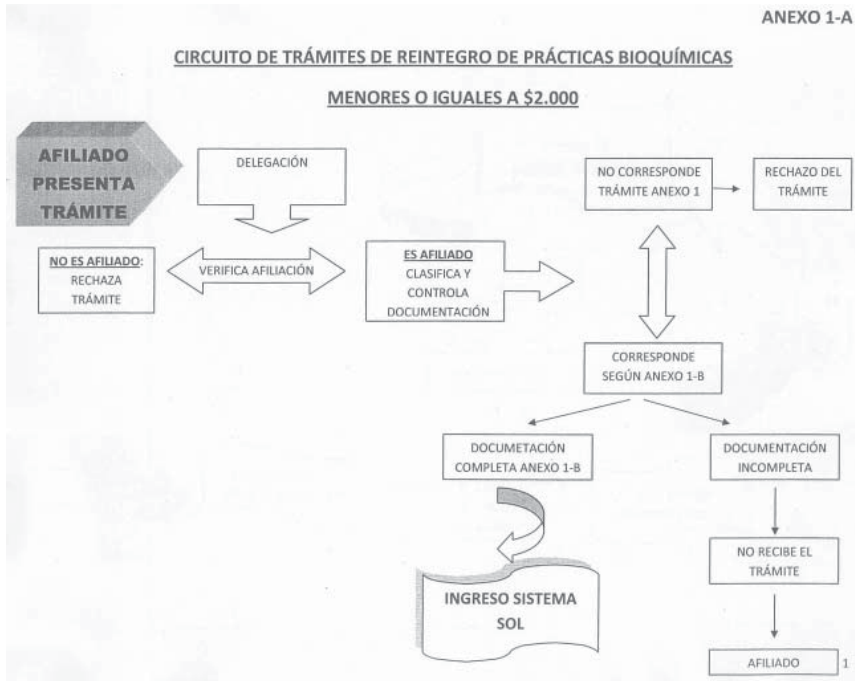 ANEXO 1-A
CIRCUITO DE TRÁMITES DE REINTEGRO DE PRÁCTICAS BIOQUÍMICAS
MENORES O IGUALES A $2.000
AFILIADO
PRESENTA
TRÁMITE
DELEGACIÓN
NO CORRESPONDE
TRÁMITE ANEXO 1
RECHAZO DEL
TRÁMITE
NO ES AFILIADO:
RECHAZA
TRÁMITE
VERIFICA AFILIACIÓN
ES AFILIADO
CLASIFICA Y
CONTROLA
DOCUMENTACIÓN
CORRESPONDE
SEGÚN ANEXO 1-B
DOCUMETACIÓN
COMPLETA ANEXO 1-B
DOCUMENTACIÓN
INCOMPLETA
NO RECIBE EL
TRÁMITE
INGRESO SISTEMA
SOL
AFILIADO
1